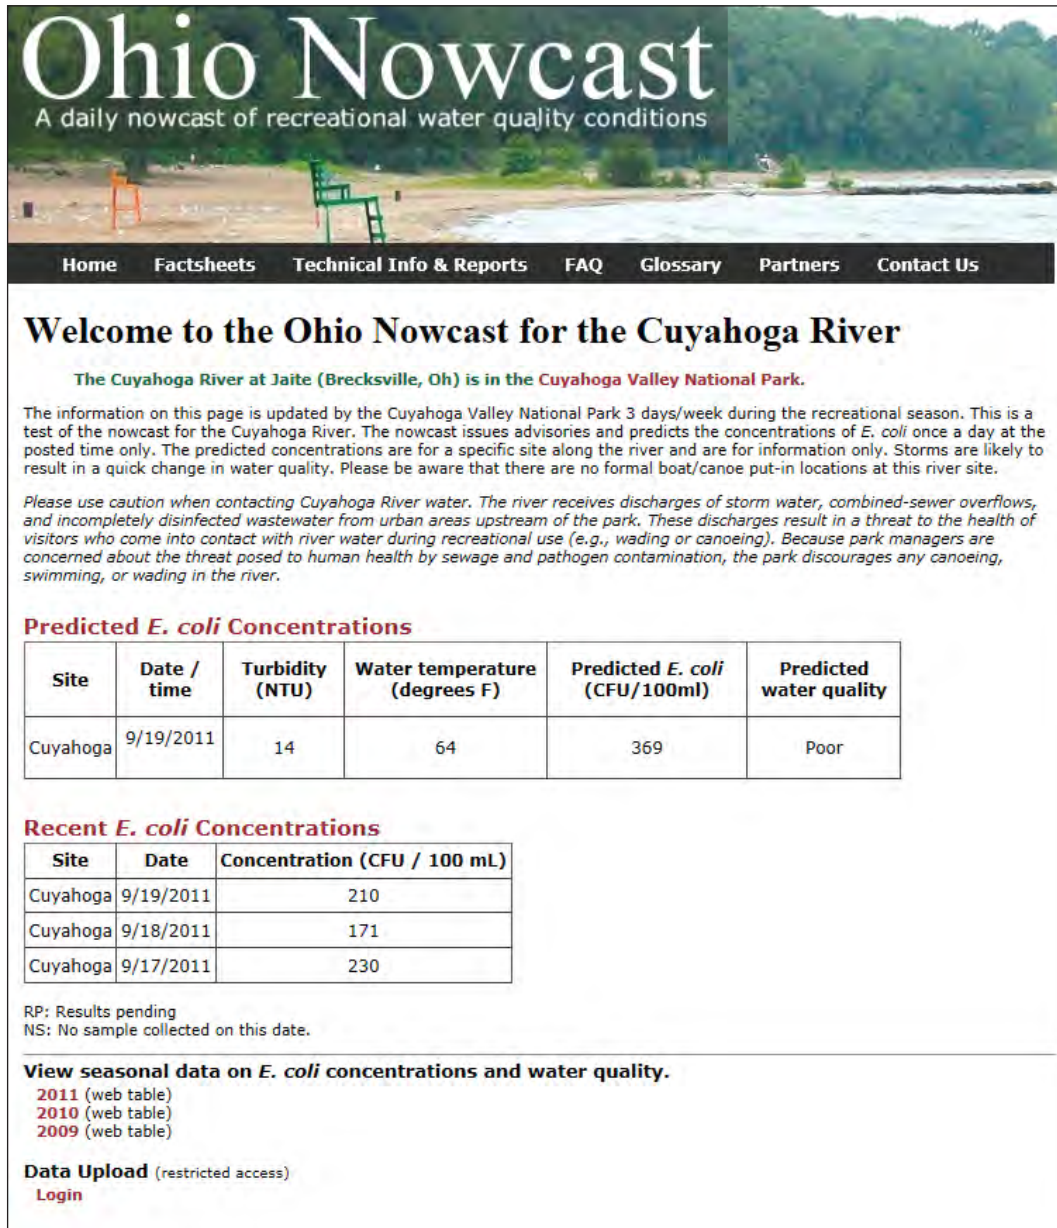 Ohio Nowcast
A daily nowcast of recreational water quality conditions
Home Factsheets Technical Info & Reports FAQ Glossary Partners Contact Us
Welcome to the Ohio Nowcast for the Cuyahoga River
The Cuyahoga River at Jaite (Brecksville, Oh) is in the Cuyahoga Valley National Park.
The information on this page is updated by the Cuyahoga Valley National Park 3 days/week during the recreational season. This is a
test of the nowcast for the Cuyahoga River. The nowcast issues advisories and predicts the concentrations of E. coli once a day at the
posted time only. The predicted concentrations are for a specific site along the river and are for information only. Storms are likely to
result in a quick change in water quality. Please be aware that there are no formal boat/canoe put-in locations at this river site.
Please use caution when contacting Cuyahoga River water. The river receives discharges of storm water, combined-sewer overflows,
and incompletely disinfected wastewater from urban areas upstream of the park. These discharges result in a threat to the health of
visitors who come into contact with river water during recreational use (e.g., wading or canoeing). Because park managers are
concerned about the threat posed to human health by sewage and pathogen contamination, the park discourages any canoeing,
swimming, or wading in the river.
Predicted E. coli Concentrations
Site Date / time Turbidity (NTU) Water temperature (degrees F) Predicted E. coli (CFU/100ml) Predicted water quality
Cuyahoga 9/19/2011 14 64 369 Poor
Recent E. coli Concentrations
Site Date Concentration (CFU / 100 mL)
Cuyahoga 9/19/2011 210
Cuyahoga 9/18/2011 171
Cuyahoga 9/17/2011 230
RP: Results pending
NS: No sample collected on this date.
View seasonal data on E. coli concentrations and water quality.
2011 (web table)
2010 (web table)
2009 (web table)
Data Upload (restricted access)
Login